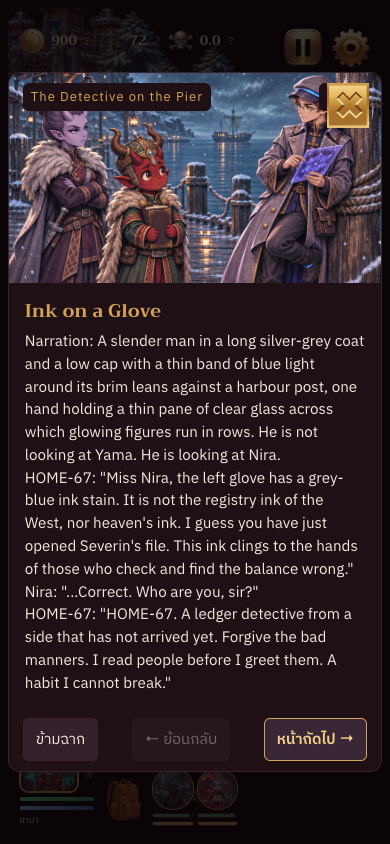 900 ?
72 ?
0.0 ?
The Detective on the Pier
Ink on a Glove
Narration: A slender man in a long silver-grey coat
and a low cap with a thin band of blue light
around its brim leans against a harbour post, one
hand holding a thin pane of clear glass across
which glowing figures run in rows. He is not
looking at Yama. He is looking at Nira.
HOME-67: "Miss Nira, the left glove has a grey-
blue ink stain. It is not the registry ink of the
West, nor heaven's ink. I guess you have just
opened Severin's file. This ink clings to the hands
of those who check and find the balance wrong."
Nira: "...Correct. Who are you, sir?"
HOME-67: "HOME-67. A ledger detective from a
side that has not arrived yet. Forgive the bad
manners. I read people before I greet them. A
habit I cannot break."
ข้ามฉาก
← ย้อนกลับ
หน้าถัดไป →
ยามา